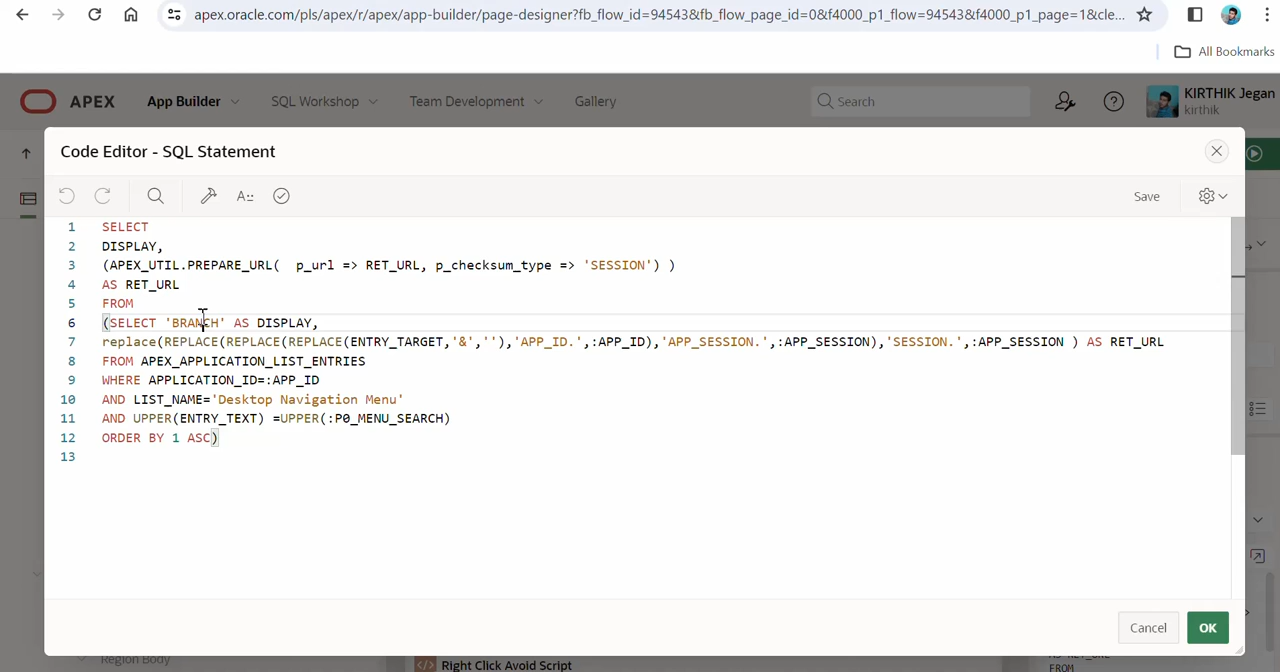 apex.oracle.com/pls/apex/r/apex/app-builder/page-designer?fb_flow_id=94543&fb_flow_page_id=0&f4000_p1_flow=94543&f4000_p1_page=1&cle...
All Bookmarks
APEX App Builder SQL Workshop Team Development Gallery Search KIRTHIK Jegan
kirthik
Code Editor - SQL Statement
A:: Save
1 SELECT
2 DISPLAY,
3 (APEX_UTIL.PREPARE_URL(  p_url => RET_URL, p_checksum_type => 'SESSION') )
4 AS RET_URL
5 FROM
6 (SELECT 'BRANCH' AS DISPLAY,
7 replace(REPLACE(REPLACE(REPLACE(ENTRY_TARGET,'&',''),'APP_ID.',:APP_ID),'APP_SESSION.',:APP_SESSION),'SESSION.',:APP_SESSION ) AS RET_URL
8 FROM APEX_APPLICATION_LIST_ENTRIES
9 WHERE APPLICATION_ID=:APP_ID
10 AND LIST_NAME='Desktop Navigation Menu'
11 AND UPPER(ENTRY_TEXT) =UPPER(:P0_MENU_SEARCH)
12 ORDER BY 1 ASC)
13
Cancel OK
Region Body
Right Click Avoid Script
FROM